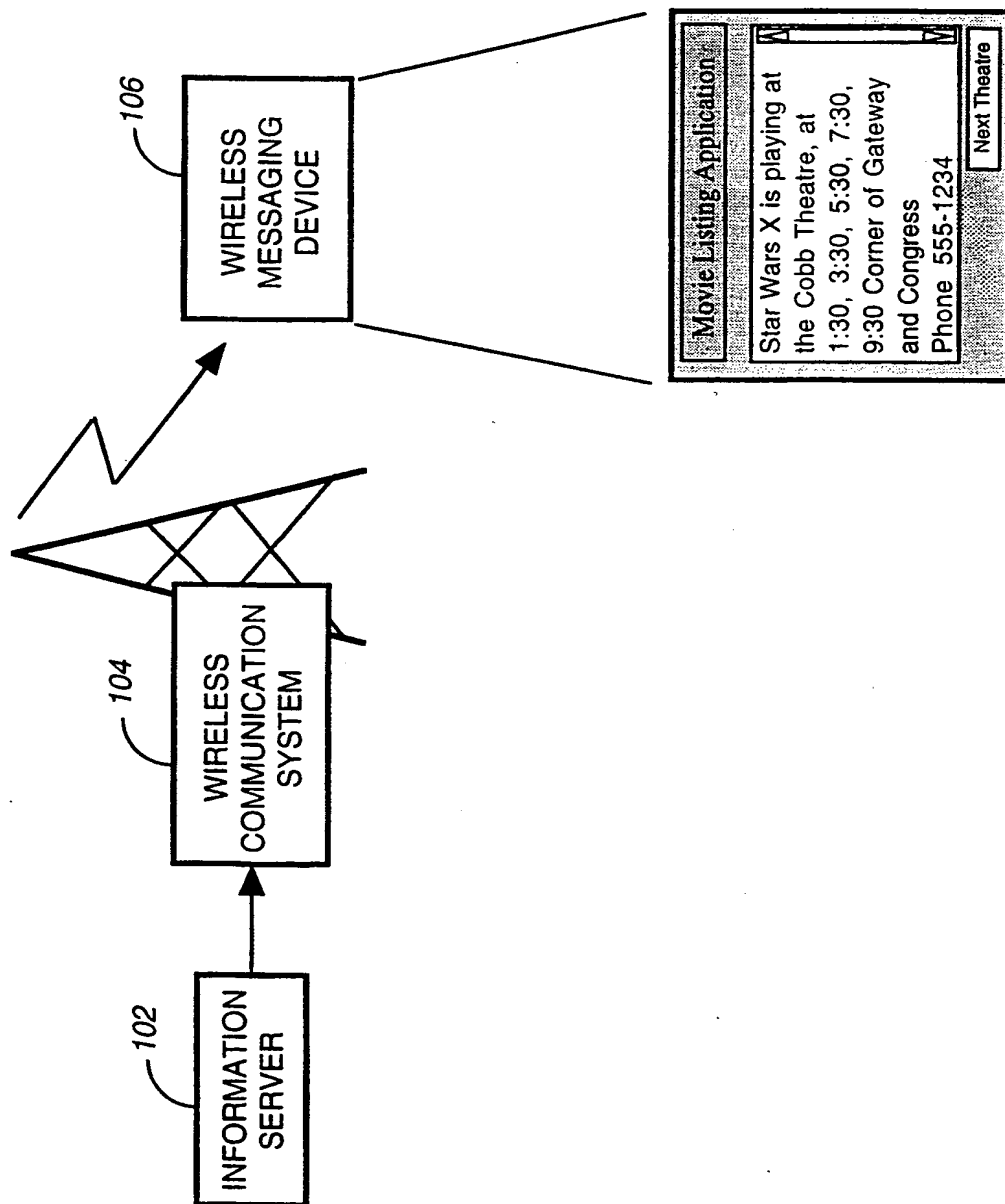 102
INFORMATION
SERVER
104
WIRELESS
COMMUNICATION
SYSTEM
106
WIRELESS
MESSAGING
DEVICE
Movie Listing Application
Star Wars X is playing at
the Cobb Theatre, at
1:30, 3:30, 5:30, 7:30,
9:30 Corner of Gateway
and Congress
Phone 555-1234
Next Theatre